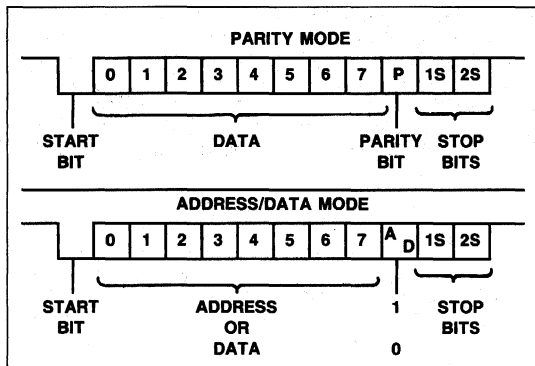 PARITY MODE
0 1 2 3 4 5 6 7 P 1S 2S
START BIT DATA PARITY BIT STOP BITS
ADDRESS/DATA MODE
0 1 2 3 4 5 6 7 A D 1S 2S
START BIT ADDRESS OR DATA 1 0 STOP BITS